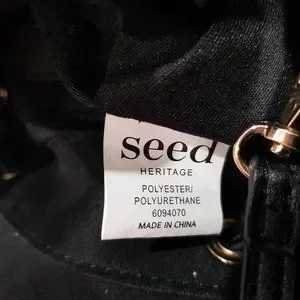 seed
HERITAGE
POLYESTER/
POLYURETHANE
6094070
MADE IN CHINA